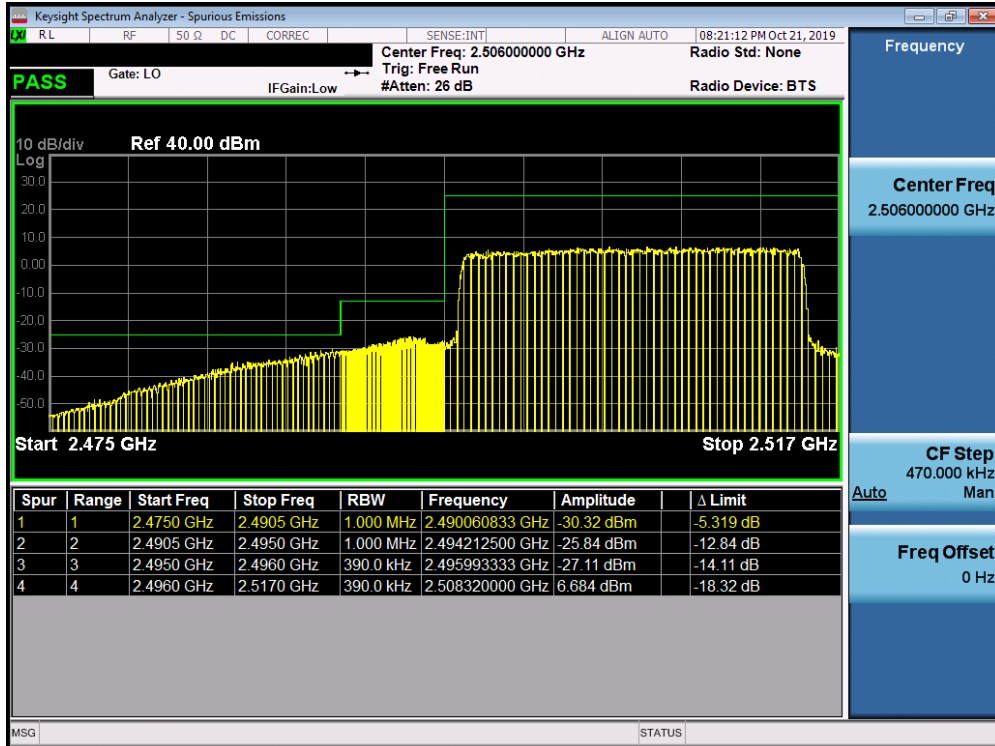 Keysight Spectrum Analyzer - Spurious Emissions
LXI RL RF 50 Ω DC CORREC SENSE:INT ALIGN AUTO 08:21:12 PM Oct 21, 2019
Frequency
Center Freq: 2.506000000 GHz Radio Std: None
Gate: LO Trig: Free Run
PASS IFGain:Low #Atten: 26 dB Radio Device: BTS
10 dB/div Ref 40.00 dBm
Log
30.0
20.0
10.0
0.00
-10.0
-20.0
-30.0
-40.0
-50.0
Start 2.475 GHz Stop 2.517 GHz
Center Freq
2.506000000 GHz
CF Step
470.000 kHz
Auto Man
Freq Offset
0 Hz
Spur Range Start Freq Stop Freq RBW Frequency Amplitude Δ Limit
1 1 2.4750 GHz 2.4905 GHz 1.000 MHz 2.490060833 GHz -30.32 dBm -5.319 dB
2 2 2.4905 GHz 2.4950 GHz 1.000 MHz 2.494212500 GHz -25.84 dBm -12.84 dB
3 3 2.4950 GHz 2.4960 GHz 390.0 kHz 2.495993333 GHz -27.11 dBm -14.11 dB
4 4 2.4960 GHz 2.5170 GHz 390.0 kHz 2.508320000 GHz 6.684 dBm -18.32 dB
MSG STATUS